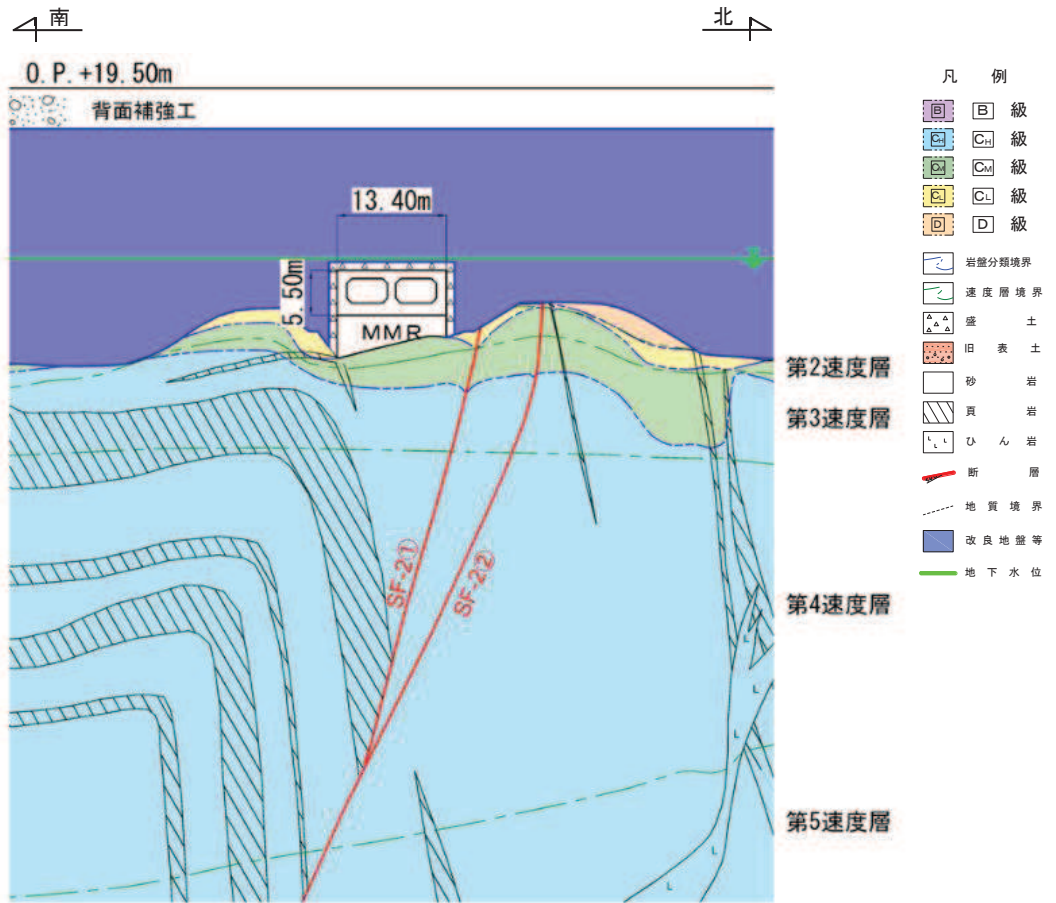 南
北
O.P.+19.50m
背面補強工
13.40m
5.50m
MMR
SF-2①
SF-2②
第2速度層
第3速度層
第4速度層
第5速度層
凡 例
B B 級
CH CH 級
CM CM 級
CL CL 級
D D 級
岩盤分類境界
速度層境界
盛 土
旧 表 土
砂 岩
頁 岩
ひ ん 岩
断 層
地 質 境 界
改 良 地 盤 等
地 下 水 位